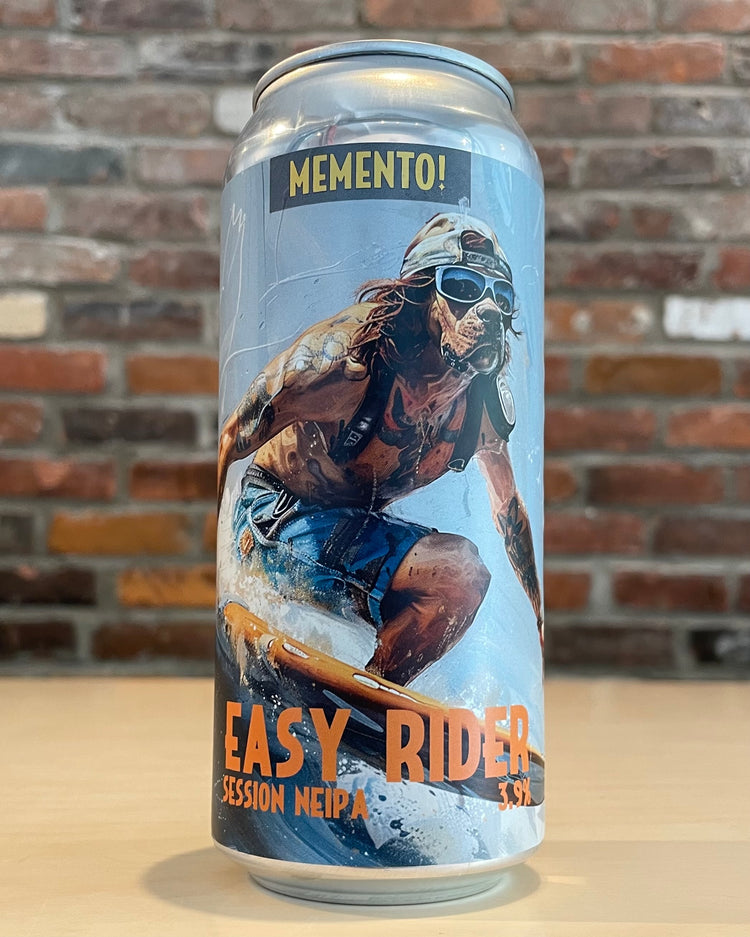 MEMENTO!
EASY RIDER
SESSION NEIPA 3,9%